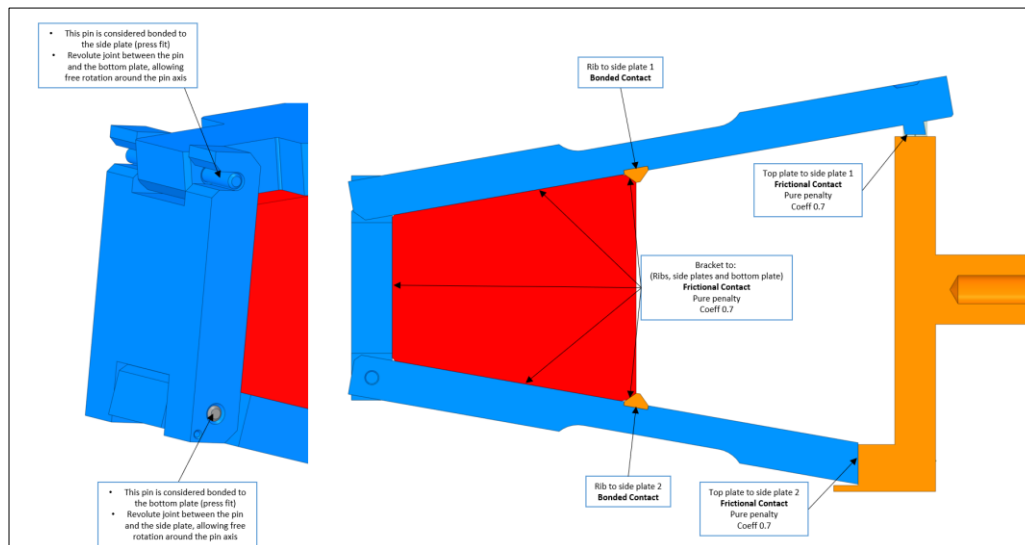 • This pin is considered bonded to
the side plate (press fit)
• Revolute joint between the pin
and the bottom plate, allowing
free rotation around the pin axis
Rib to side plate 1
Bonded Contact
Top plate to side plate 1
Frictional Contact
Pure penalty
Coeff 0.7
Bracket to:
(Ribs, side plates and bottom plate)
Frictional Contact
Pure penalty
Coeff 0.7
• This pin is considered bonded to
the bottom plate (press fit)
• Revolute joint between the pin
and the side plate, allowing free
rotation around the pin axis
Rib to side plate 2
Bonded Contact
Top plate to side plate 2
Frictional Contact
Pure penalty
Coeff 0.7